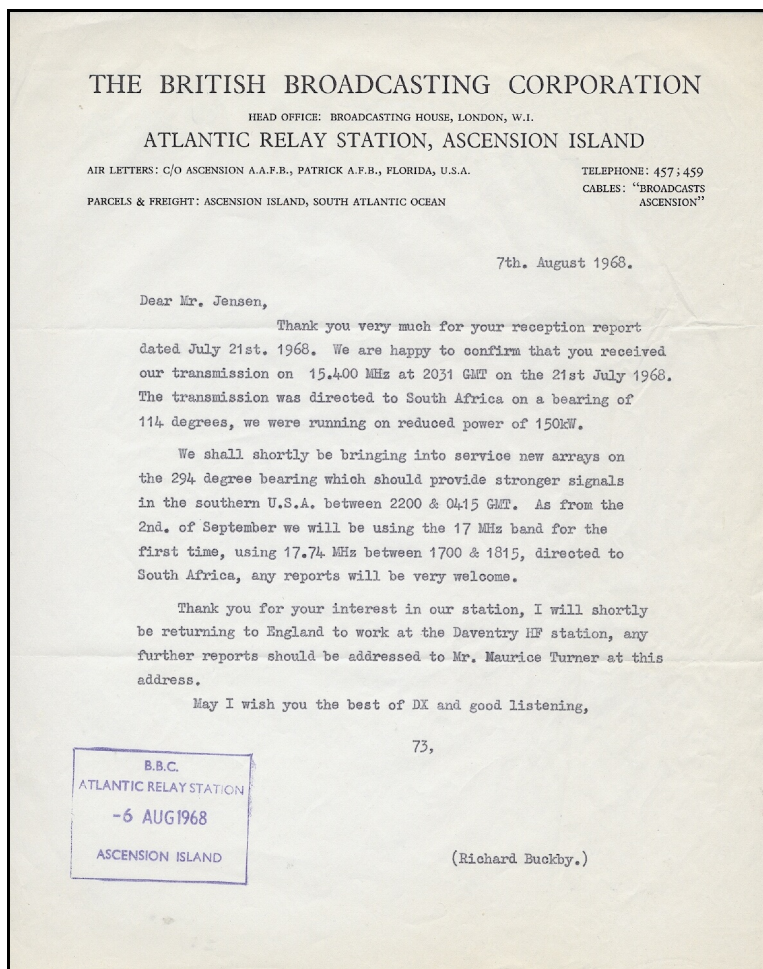 THE BRITISH BROADCASTING CORPORATION
HEAD OFFICE: BROADCASTING HOUSE, LONDON, W.I.
ATLANTIC RELAY STATION, ASCENSION ISLAND
AIR LETTERS: C/O ASCENSION A.A.F.B., PATRICK A.F.B., FLORIDA, U.S.A.
TELEPHONE: 457; 459
CABLES: "BROADCASTS
PARCELS & FREIGHT: ASCENSION ISLAND, SOUTH ATLANTIC OCEAN
ASCENSION"
7th. August 1968.
Dear Mr. Jensen,
Thank you very much for your reception report
dated July 21st. 1968. We are happy to confirm that you received
our transmission on 15.400 MHz at 2031 GMT on the 21st July 1968.
The transmission was directed to South Africa on a bearing of
114 degrees, we were running on reduced power of 150kW.
We shall shortly be bringing into service new arrays on
the 294 degree bearing which should provide stronger signals
in the southern U.S.A. between 2200 & 0415 GMT. As from the
2nd. of September we will be using the 17 MHz band for the
first time, using 17.74 MHz between 1700 & 1815, directed to
South Africa, any reports will be very welcome.
Thank you for your interest in our station, I will shortly
be returning to England to work at the Daventry HF station, any
further reports should be addressed to Mr. Maurice Turner at this
address.
May I wish you the best of DX and good listening,
73,
B.B.C.
ATLANTIC RELAY STATION
-6 AUG 1968
ASCENSION ISLAND
(Richard Buckby.)